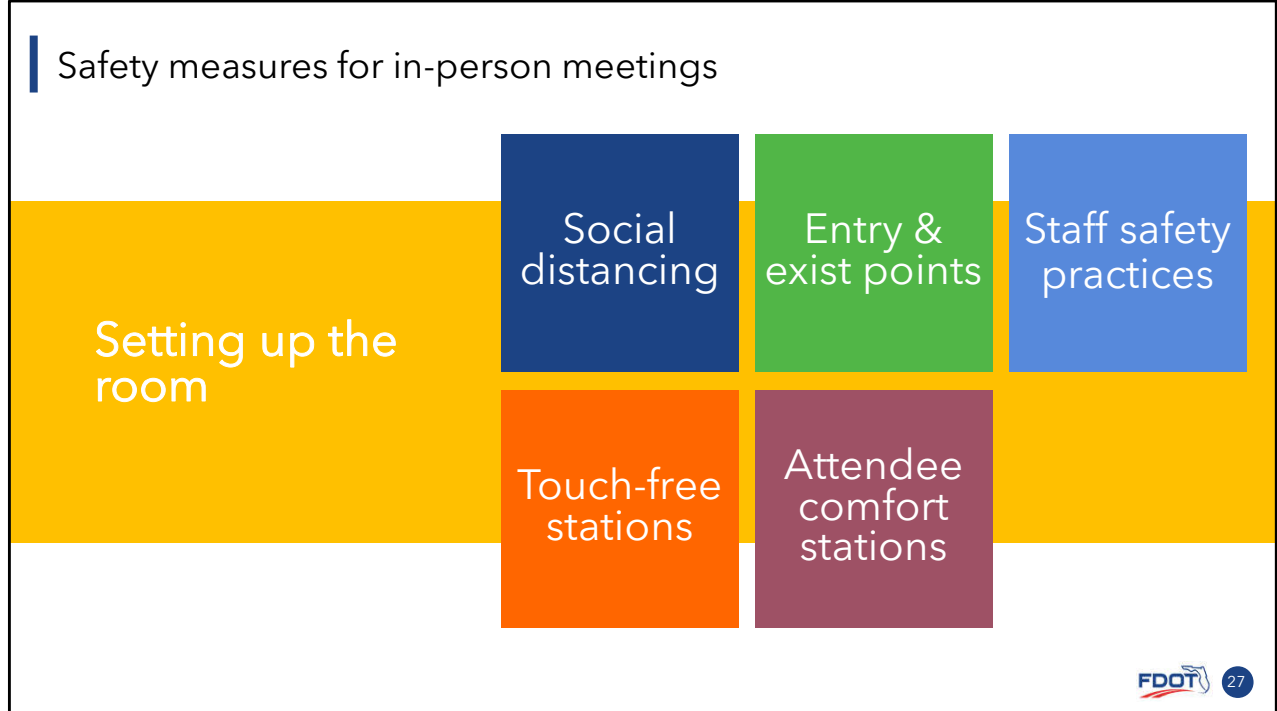 Safety measures for in-person meetings
Setting up the
room
Social
distancing
Entry &
exist points
Staff safety
practices
Touch-free
stations
Attendee
comfort
stations
FDOT
27